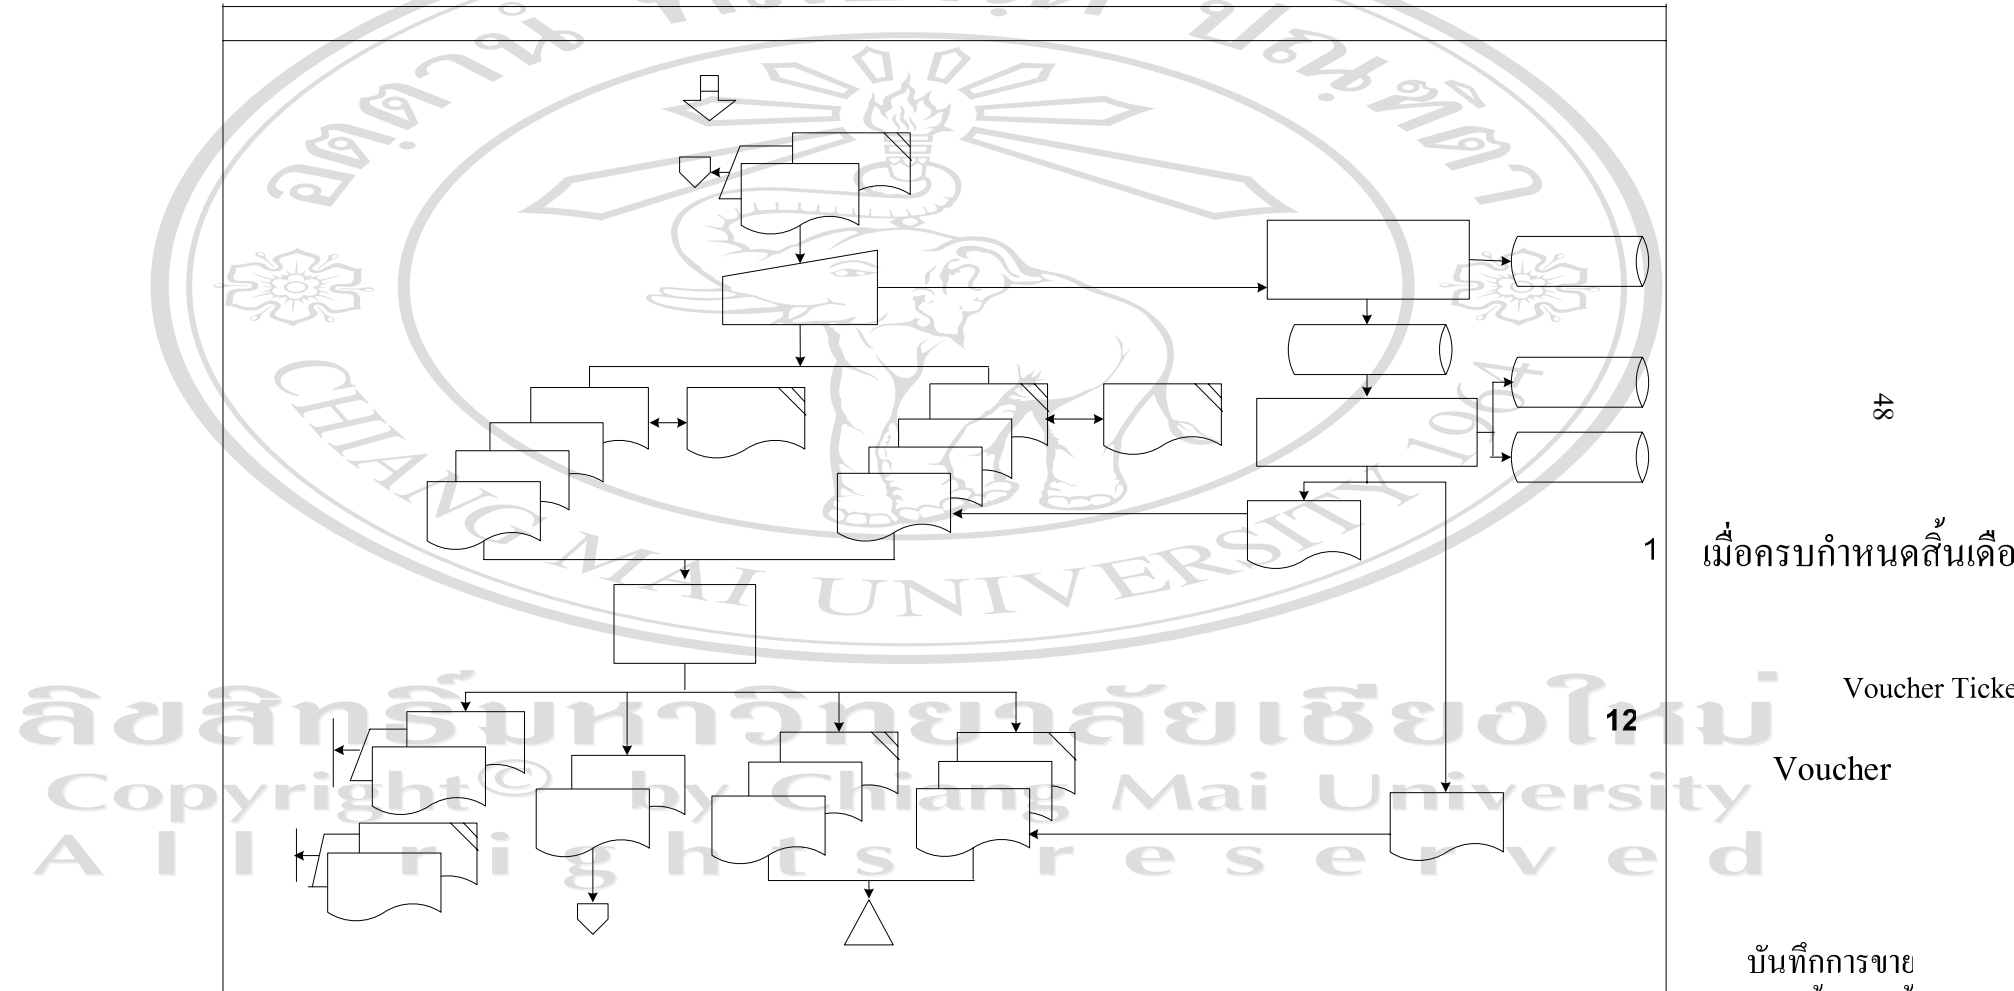 48
1
เมื่อครบกำหนดสิ้นเดือ
Voucher Ticke
12
Voucher
บันทึกการขาย
CHIANG MAI UNIVERSITY 1964
ลิขสิทธิ์มหาวิทยาลัยเชียงใหม่
Copyright© by Chiang Mai University
All rights reserved